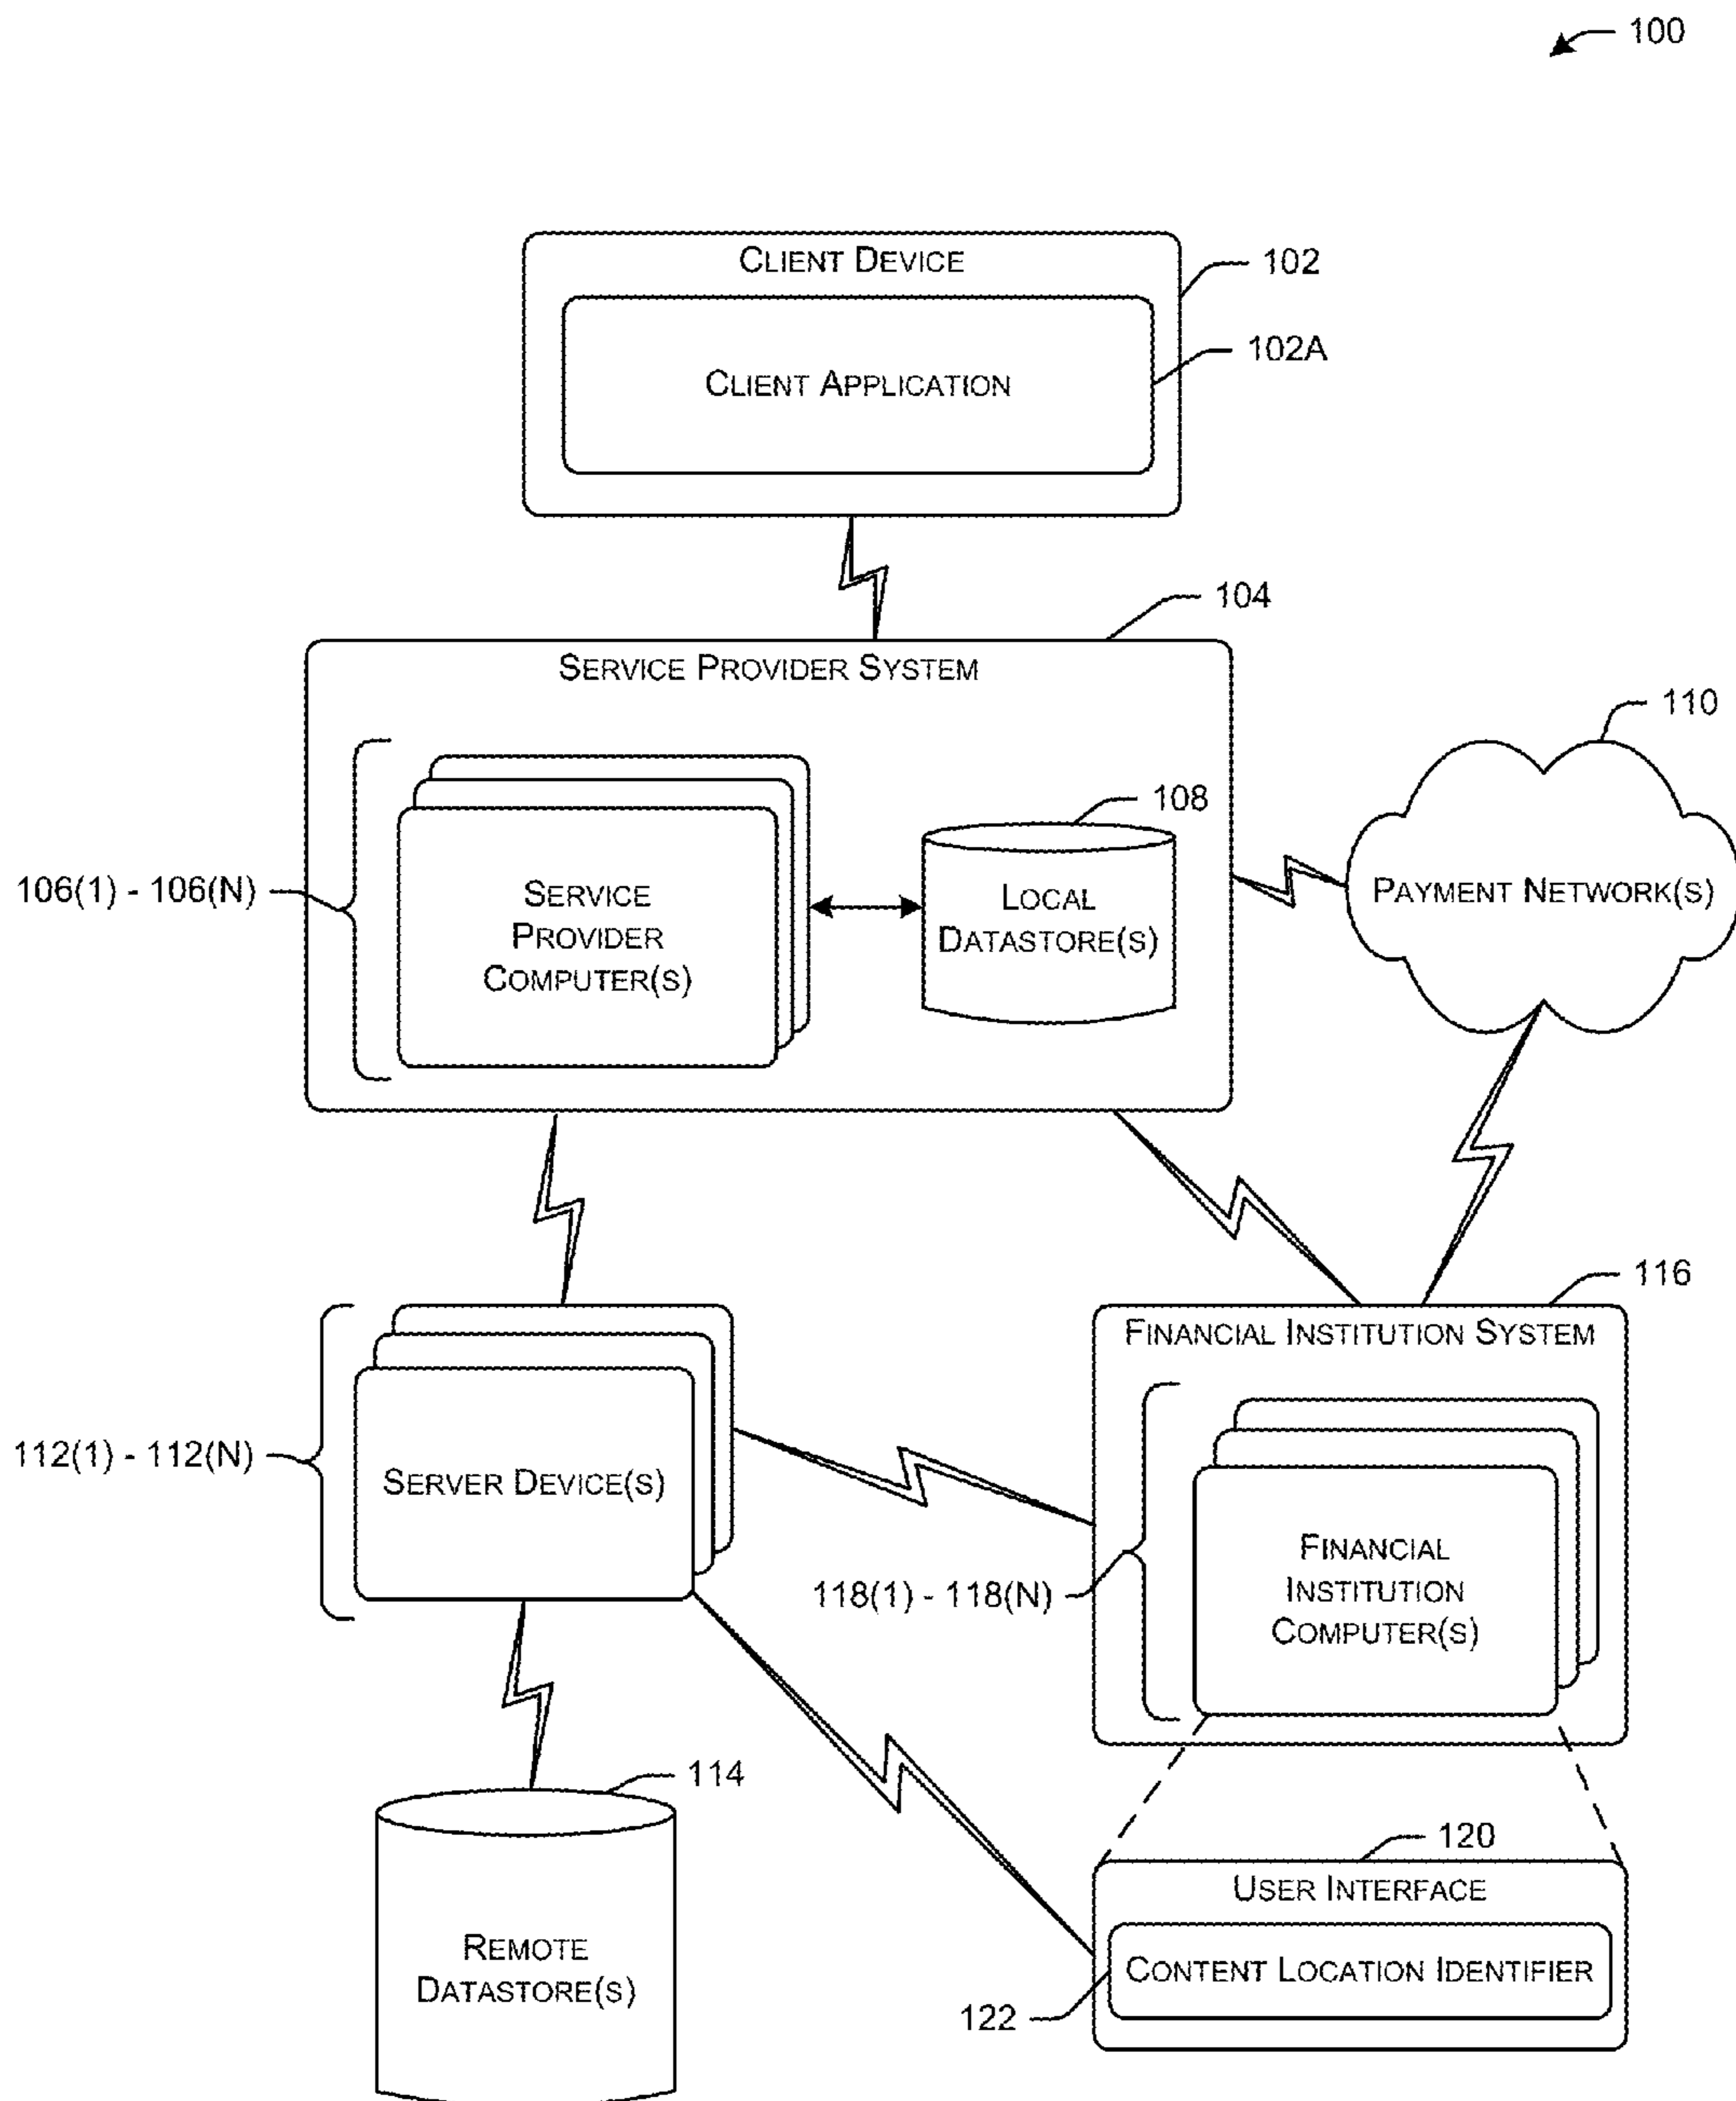 100
CLIENT DEVICE
102
CLIENT APPLICATION
102A
104
SERVICE PROVIDER SYSTEM
106(1) - 106(N)
SERVICE
PROVIDER
COMPUTER(S)
108
LOCAL
DATASTORE(S)
110
PAYMENT NETWORK(S)
112(1) - 112(N)
SERVER DEVICE(S)
116
FINANCIAL INSTITUTION SYSTEM
118(1) - 118(N)
FINANCIAL
INSTITUTION
COMPUTER(S)
114
REMOTE
DATASTORE(S)
120
USER INTERFACE
CONTENT LOCATION IDENTIFIER
122